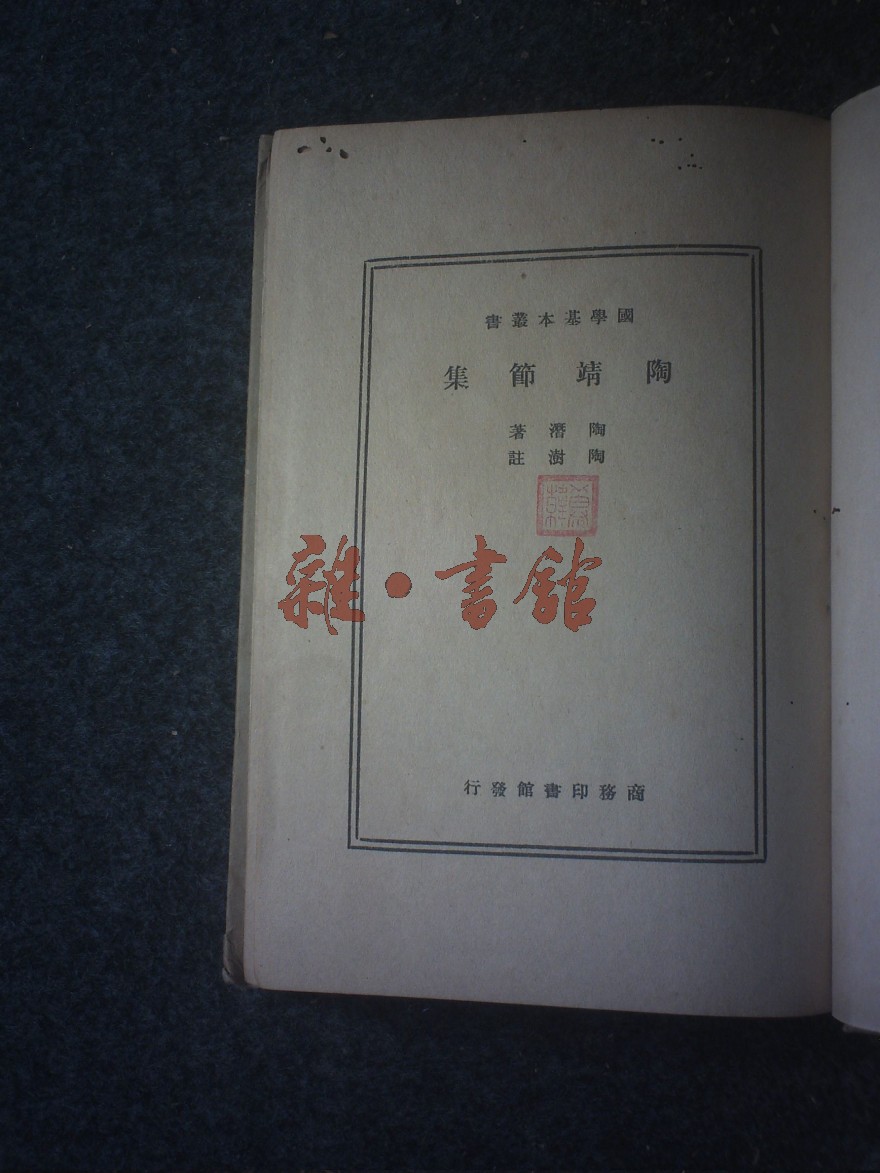 國學基本叢書
陶靖節集
陶潛著
陶澍註
雜·書館
商務印書館發行